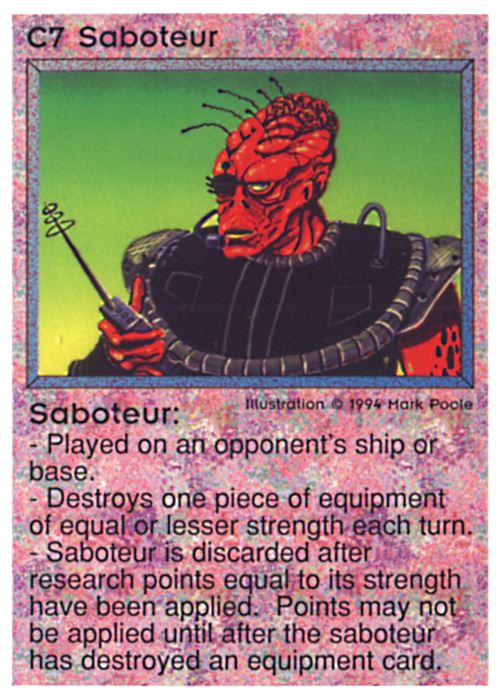 C7 Saboteur
Illustration © 1994 Mark Poole
Saboteur:
- Played on an opponent's ship or
base.
- Destroys one piece of equipment
of equal or lesser strength each turn.
- Saboteur is discarded after
research points equal to its strength
have been applied.  Points may not
be applied until after the saboteur
has destroyed an equipment card.